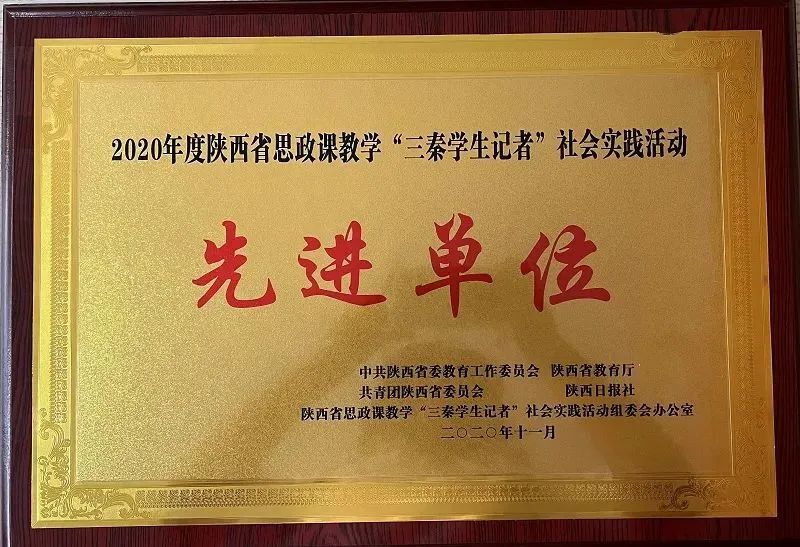 2020年度陕西省思政课教学“三秦学生记者”社会实践活动
先进单位
中共陕西省委教育工作委员会 陕西省教育厅
共青团陕西省委员会 陕西日报社
陕西省思政课教学“三秦学生记者”社会实践活动组委会办公室
二〇二〇年十一月